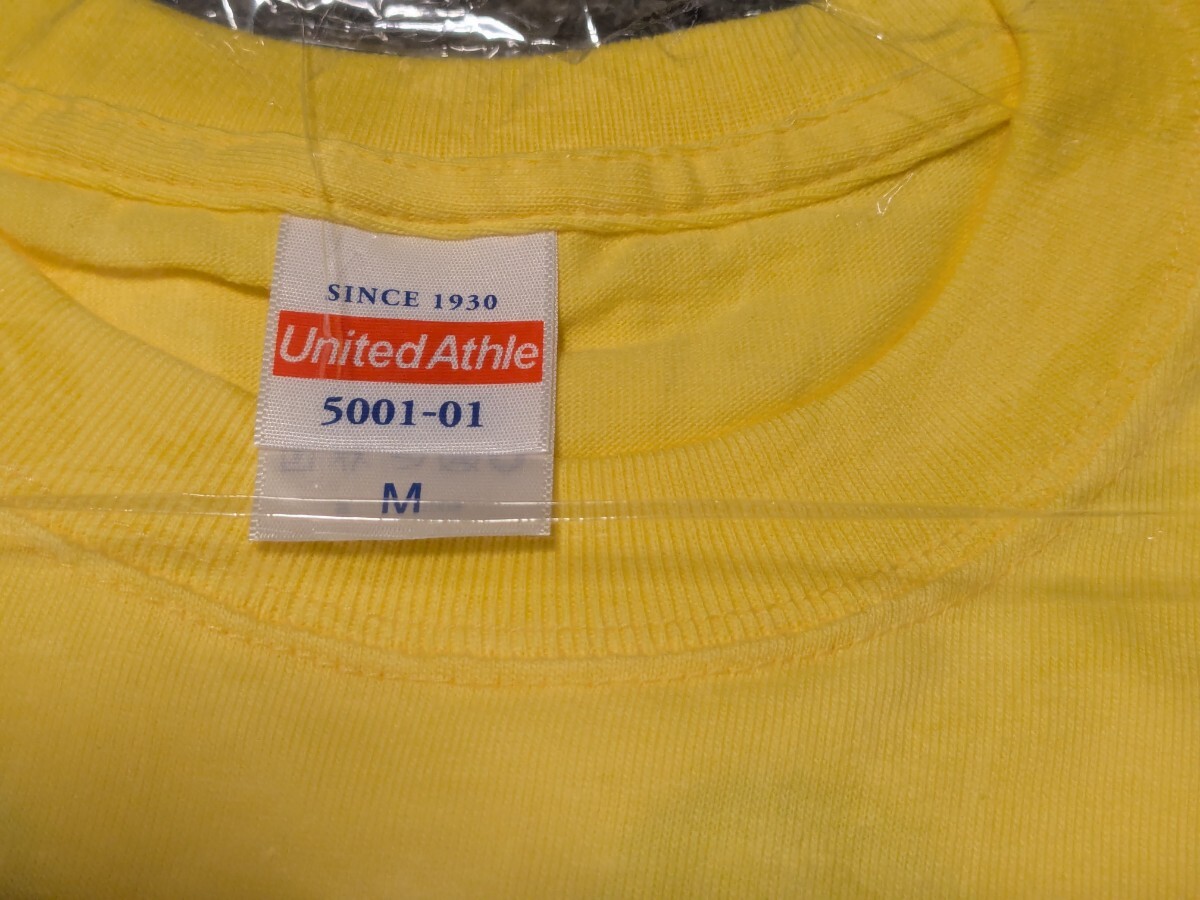 SINCE 1930
United Athle
5001-01
M